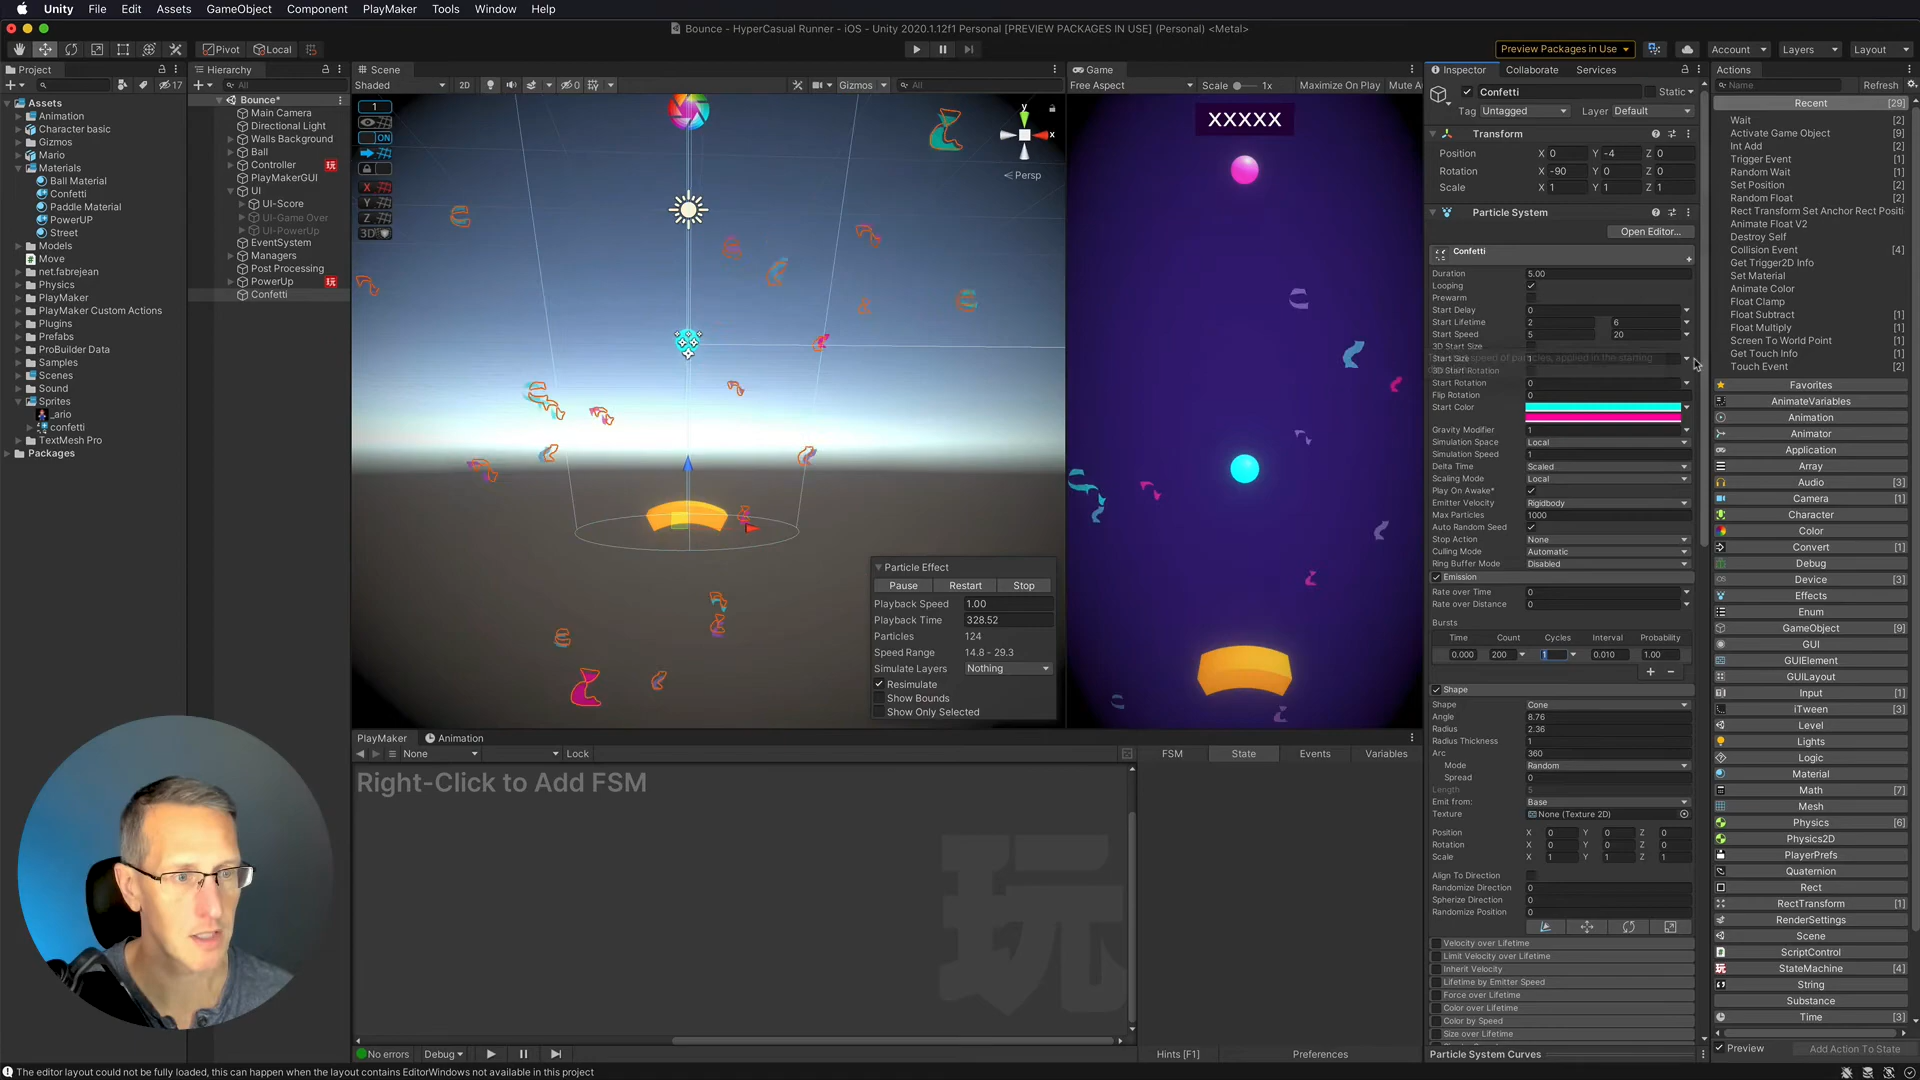 Unity File Edit Assets GameObject Component PlayMaker Tools Window Help
Bounce - HyperCasual Runner - iOS - Unity 2020.1.12f1 Personal [PREVIEW PACKAGES IN USE] (Personal) <Metal>
Pivot Local Preview Packages in Use Account Layers Layout
Project
17
Assets
Animation
Character basic
Gizmos
Mario
Materials
Ball Material
Confetti
Paddle Material
PowerUP
Street
Models
Move
net.fabrejean
Physics
PlayMaker
PlayMaker Custom Actions
Plugins
Prefabs
ProBuilder Data
Samples
Scenes
Sound
Sprites
_ario
confetti
TextMesh Pro
Packages
Hierarchy
All
Bounce*
Main Camera
Directional Light
Walls Background
Ball
Controller
PlayMakerGUI
UI
UI-Score
UI-Game Over
UI-PowerUp
EventSystem
Managers
Post Processing
PowerUp
Confetti
Scene
Shaded 2D 0 Gizmos All
1
ON
X
Y
Z
3D
y
x
Persp
Particle Effect
Pause Restart Stop
Playback Speed 1.00
Playback Time 328.52
Particles 124
Speed Range 14.8 - 29.3
Simulate Layers Nothing
Resimulate
Show Bounds
Show Only Selected
Game
Free Aspect Scale 1x Maximize On Play Mute Au
XXXXX
PlayMaker Animation
None Lock
FSM State Events Variables
Right-Click to Add FSM
玩
No errors Debug Hints [F1] Preferences
Inspector Collaborate Services
Confetti Static
Tag Untagged Layer Default
Transform
Position X 0 Y -4 Z 0
Rotation X -90 Y 0 Z 0
Scale X 1 Y 1 Z 1
Particle System
Open Editor...
Confetti
Duration 5.00
Looping
Prewarm
Start Delay 0
Start Lifetime 2 6
Start Speed 5 20
3D Start Size
Start Size 1
speed of particles, applied in the starting
3D Start Rotation
Start Rotation 0
Flip Rotation 0
Start Color
Gravity Modifier 1
Simulation Space Local
Simulation Speed 1
Delta Time Scaled
Scaling Mode Local
Play On Awake*
Emitter Velocity Rigidbody
Max Particles 1000
Auto Random Seed
Stop Action None
Culling Mode Automatic
Ring Buffer Mode Disabled
Emission
Rate over Time 0
Rate over Distance 0
Bursts
Time Count Cycles Interval Probability
0.000 200 1 0.010 1.00
Shape
Shape Cone
Angle 8.76
Radius 2.36
Radius Thickness 1
Arc 360
Mode Random
Spread 0
Length 5
Emit from: Base
Texture None (Texture 2D)
Position X 0 Y 0 Z 0
Rotation X 0 Y 0 Z 0
Scale X 1 Y 1 Z 1
Align To Direction
Randomize Direction 0
Spherize Direction 0
Randomize Position 0
Velocity over Lifetime
Limit Velocity over Lifetime
Inherit Velocity
Lifetime by Emitter Speed
Force over Lifetime
Color over Lifetime
Color by Speed
Size over Lifetime
Particle System Curves
Actions
Name Refresh
Recent [29]
Wait [2]
Activate Game Object [9]
Int Add [2]
Trigger Event [1]
Random Wait [1]
Set Position [2]
Random Float [2]
Rect Transform Set Anchor Rect Positi
Animate Float V2
Destroy Self
Collision Event [4]
Get Trigger2D Info
Set Material
Animate Color
Float Clamp
Float Subtract [1]
Float Multiply [1]
Screen To World Point [1]
Get Touch Info [1]
Touch Event [2]
Favorites
AnimateVariables
Animation
Animator
Application
Array
Audio [3]
Camera [1]
Character
Color
Convert [1]
Debug
Device [3]
Effects
Enum
GameObject
GUI
GUIElement
GUILayout
Input [1]
iTween [3]
Level
Lights
Logic
Material
Math [7]
Mesh
Physics [6]
Physics2D
PlayerPrefs
Quaternion
Rect
RectTransform [1]
RenderSettings
Scene
ScriptControl
StateMachine [4]
String
Substance
Time [3]
Preview Add Action To State
The editor layout could not be fully loaded, this can happen when the layout contains EditorWindows not available in this project